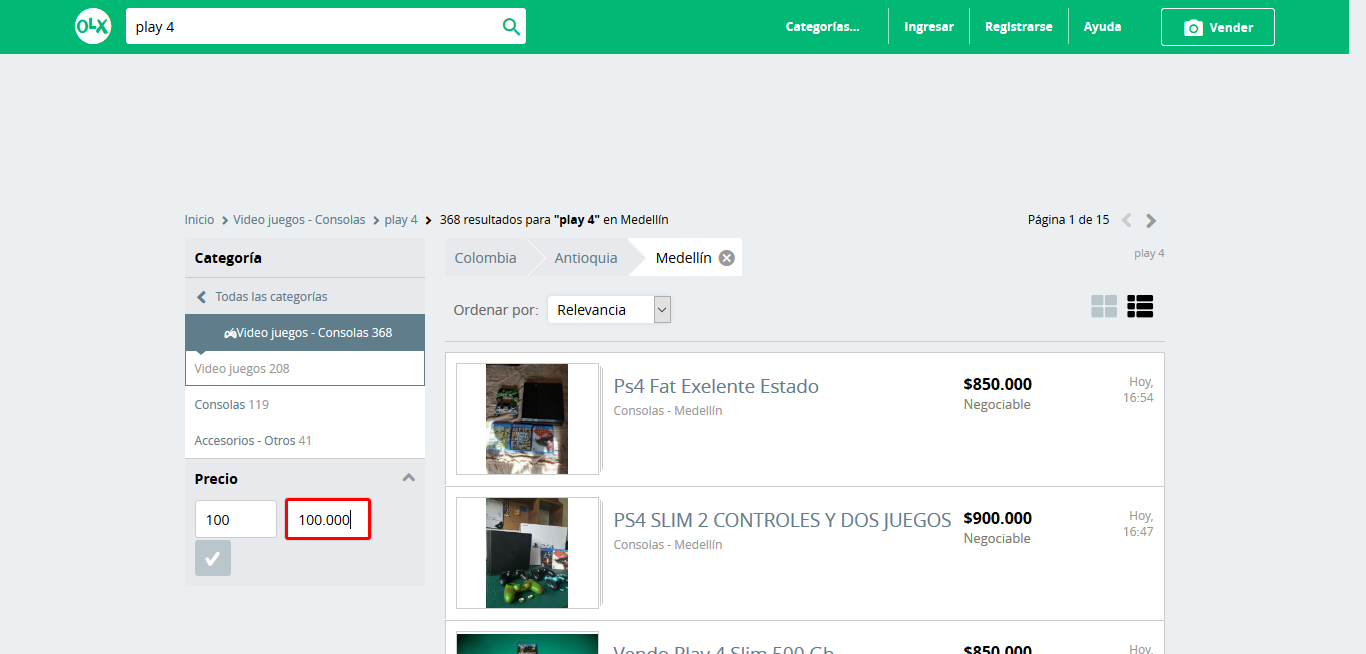 OLX
play 4
Categorías...
Ingresar
Registrarse
Ayuda
Vender
Inicio
Video juegos - Consolas
play 4
368 resultados para "play 4" en Medellín
Página 1 de 15
Categoría
Todas las categorías
Video juegos - Consolas 368
Video juegos 208
Consolas 119
Accesorios - Otros 41
Precio
100
100.000
Colombia
Antioquia
Medellín
play 4
Ordenar por:
Relevancia
Ps4 Fat Exelente Estado
Consolas - Medellín
$850.000
Negociable
Hoy,
16:54
PS4 SLIM 2 CONTROLES Y DOS JUEGOS
Consolas - Medellín
$900.000
Negociable
Hoy,
16:47
Vendo Play 4 Slim 500 Gb
$850.000
Hoy,